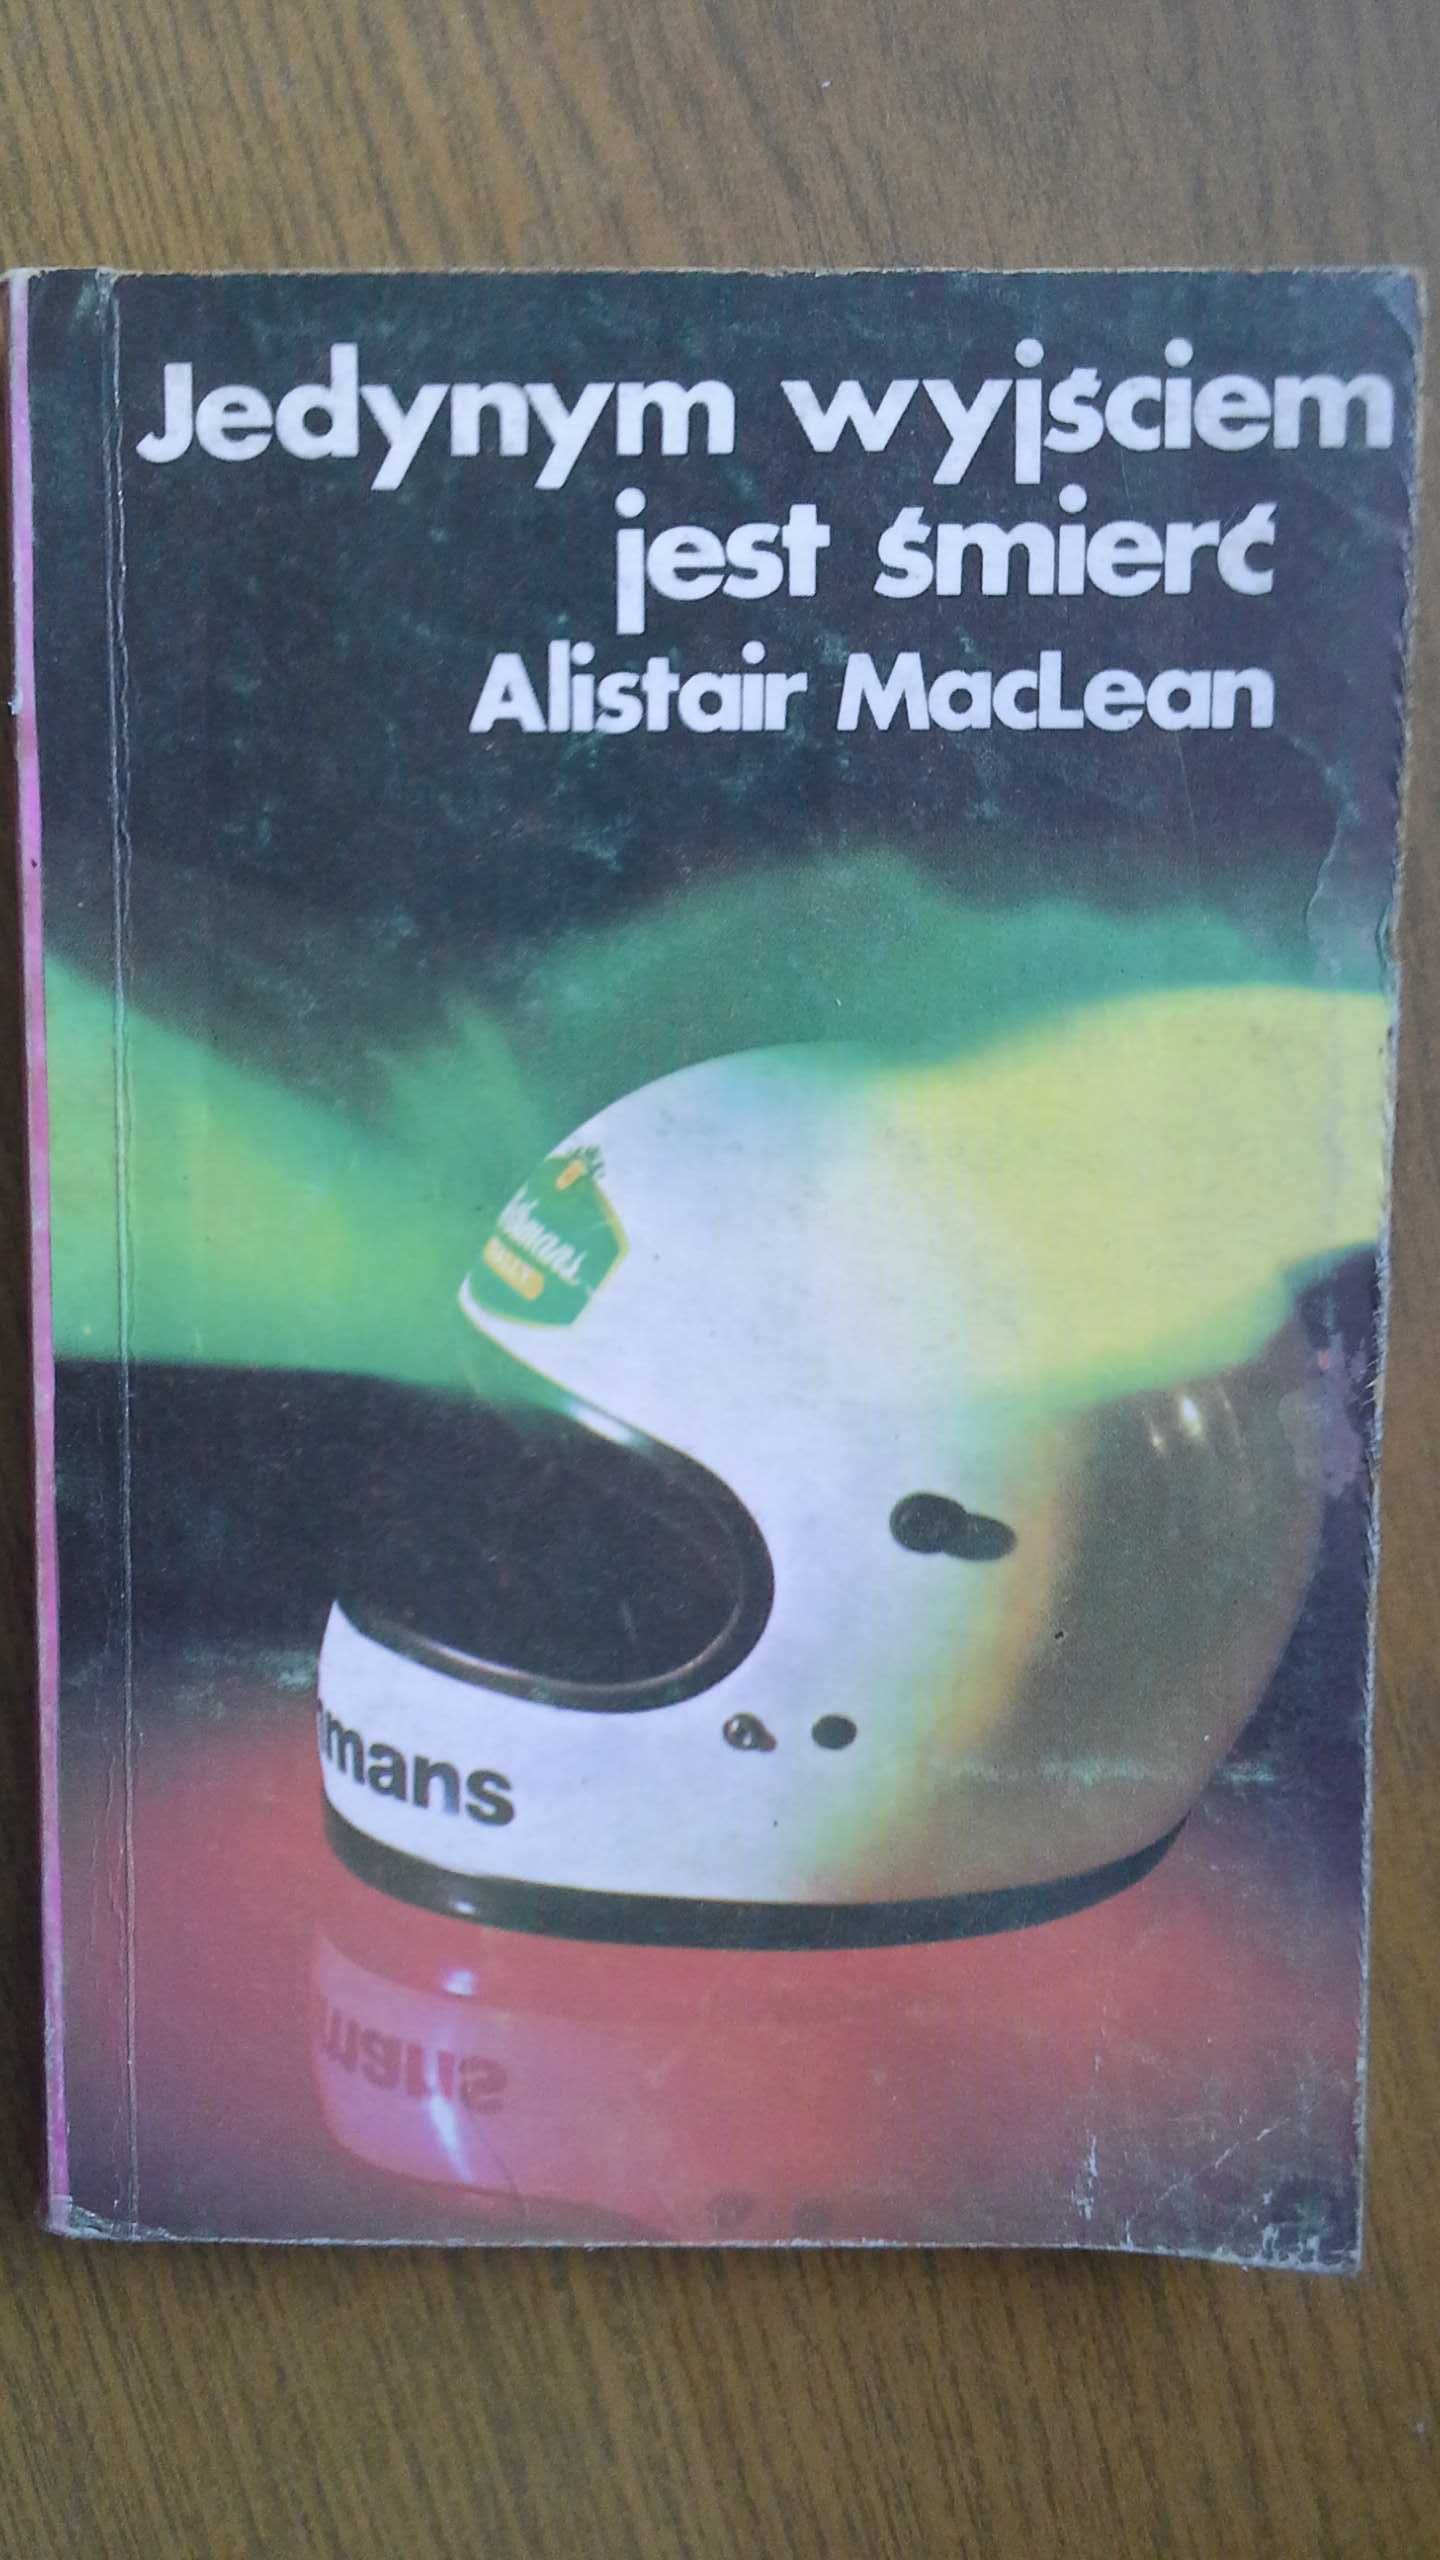 Jedynym wyjściem
jest śmierć
Alistair MacLean
mans